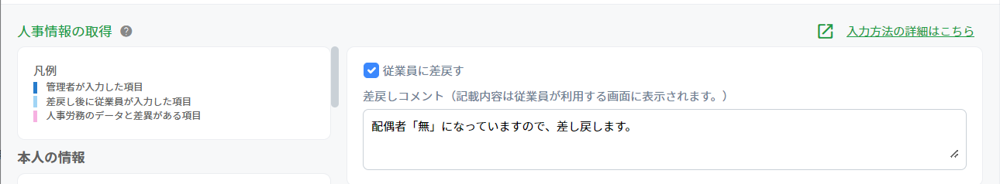 人事情報の取得
入力方法の詳細はこちら
凡例
管理者が入力した項目
差戻し後に従業員が入力した項目
人事労務のデータと差異がある項目
本人の情報
従業員に差戻す
差戻しコメント（記載内容は従業員が利用する画面に表示されます。）
配偶者「無」になっていますので、差し戻します。